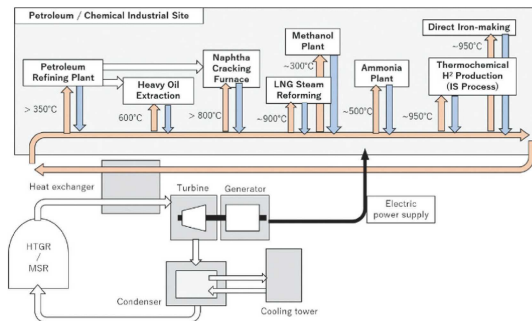 Petroleum / Chemical Industrial Site
Direct Iron-making
Methanol
Plant
~950°C
Naphtha
Cracking
Furnace
Petroleum
Refining Plant
~300°C
Ammonia
Plant
Thermochemical
H² Production
(IS Process)
Heavy Oil
Extraction
LNG Steam
Reforming
> 350°C
600°C
> 800°C
~900°C
~500°C
~950°C
Heat exchanger
Turbine
Generator
Electric
power supply
HTGR
/
MSR
Condenser
Cooling tower